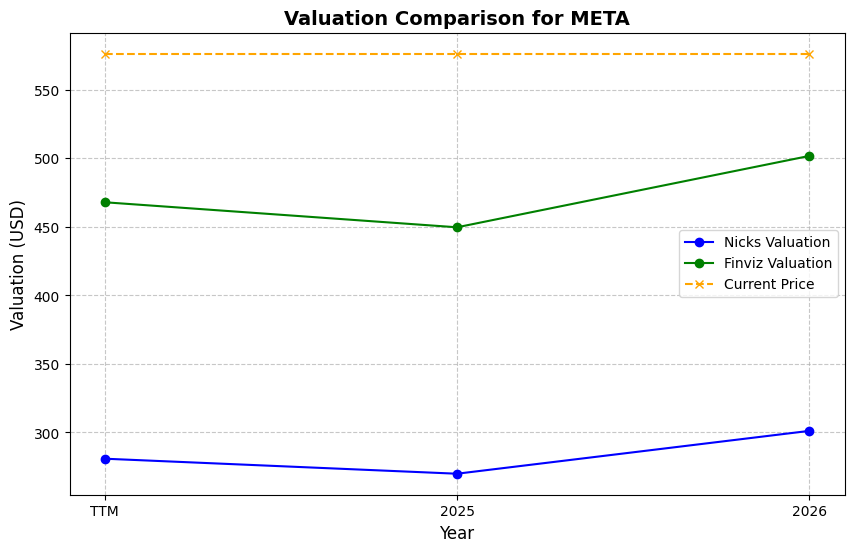 Valuation Comparison for META
Valuation (USD)
550
500
450
400
350
300
Nicks Valuation
Finviz Valuation
Current Price
TTM
2025
2026
Year